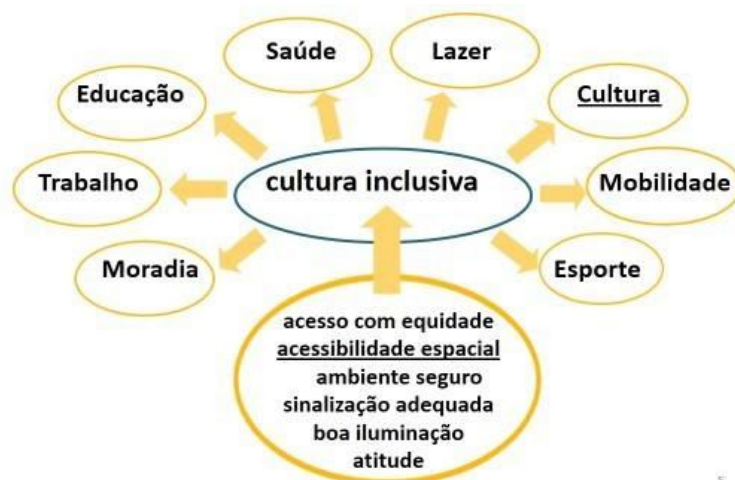 Saúde
Lazer
Educação
Cultura
Trabalho
cultura inclusiva
Mobilidade
Moradia
Esporte
acesso com equidade
acessibilidade espacial
ambiente seguro
sinalização adequada
boa iluminação
atitude